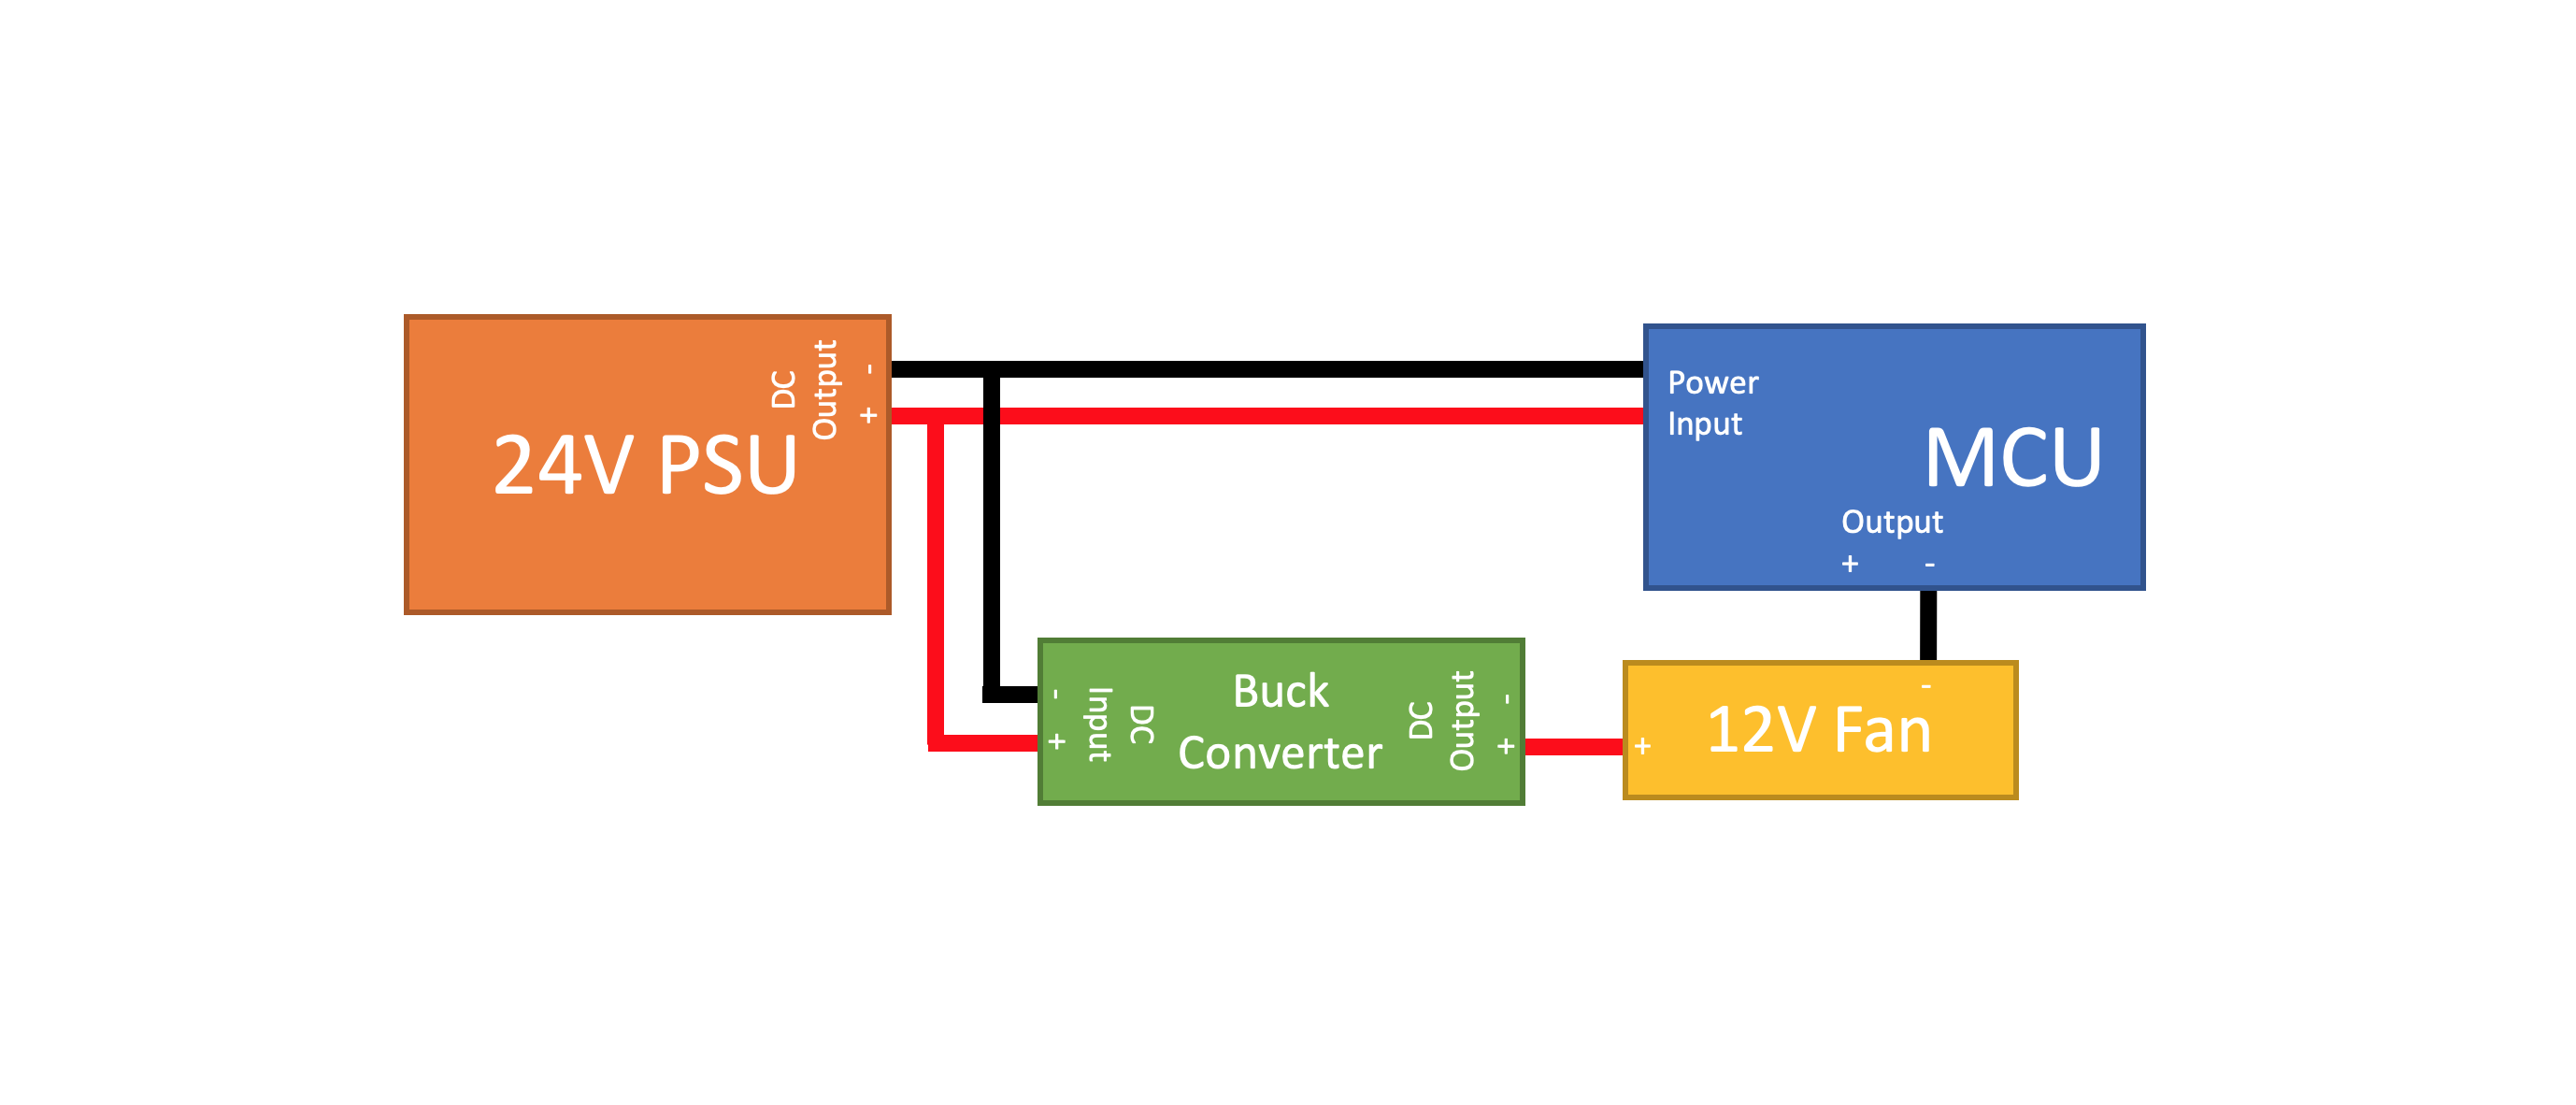 24V PSU
DC
Output
-
+
Power
Input
MCU
Output
+ -
-
+
Input
DC
Buck
Converter
DC
Output
-
+
-
+
12V Fan